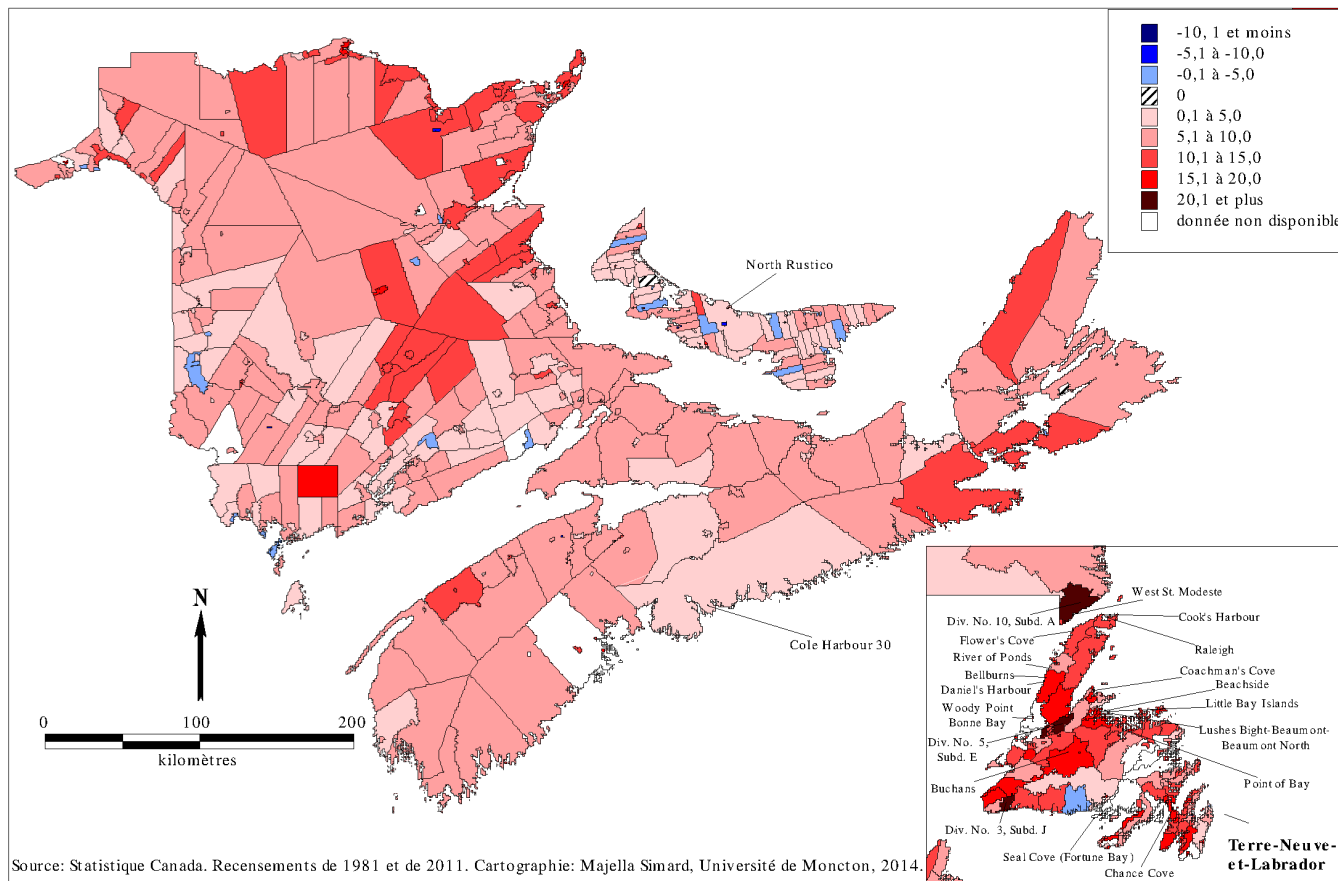 -10, 1 et moins
-5,1 à -10,0
-0,1 à -5,0
0
0,1 à 5,0
5,1 à 10,0
10,1 à 15,0
15,1 à 20,0
20,1 et plus
donnée non disponible
North Rustico
Cole Harbour 30
N
0 100 200
kilomètres
West St. Modeste
Div. No. 10, Subd. A
Cook's Harbour
Flower's Cove
Raleigh
River of Ponds
Bellburns
Coachman's Cove
Daniel's Harbour
Beachside
Woody Point
Bonne Bay
Little Bay Islands
Lushes Bight-Beaumont-
Beaumont North
Div. No. 5,
Subd. E
Point of Bay
Buchans
Div. No. 3, Subd. J
Seal Cove (Fortune Bay)
Chance Cove
Terre-Neuve-
et-Labrador
Source: Statistique Canada. Recensements de 1981 et de 2011. Cartographie: Majella Simard, Université de Moncton, 2014.